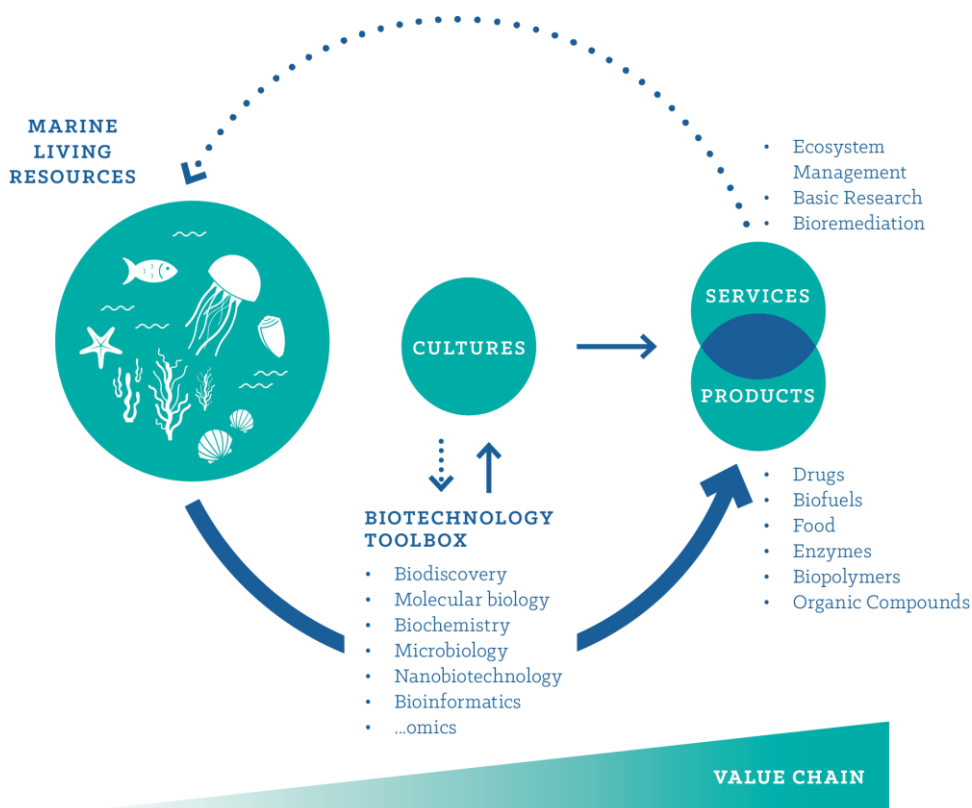 MARINE
LIVING
RESOURCES
• Ecosystem
Management
• Basic Research
• Bioremediation
CULTURES
SERVICES
PRODUCTS
BIOTECHNOLOGY
TOOLBOX
• Biodiscovery
• Molecular biology
• Biochemistry
• Microbiology
• Nanobiotechnology
• Bioinformatics
• ...omics
• Drugs
• Biofuels
• Food
• Enzymes
• Biopolymers
• Organic Compounds
VALUE CHAIN